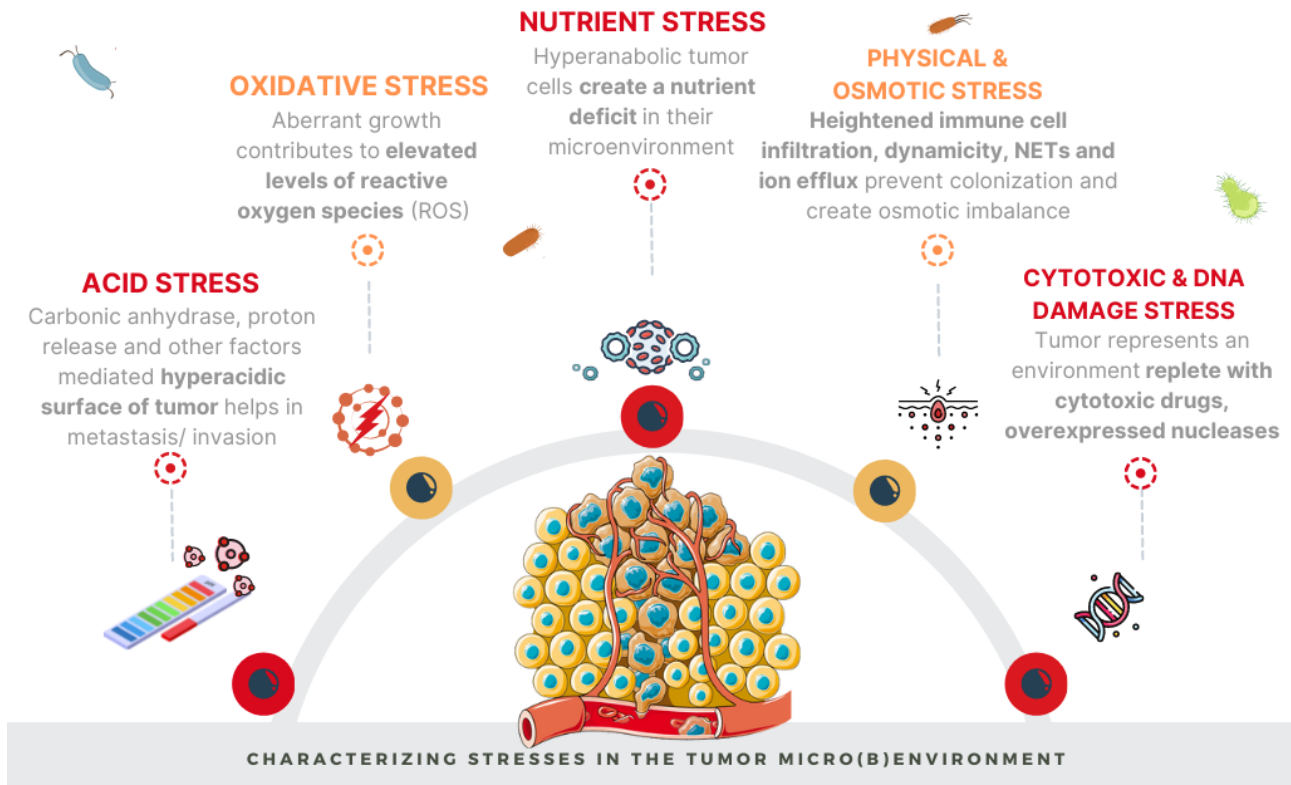 NUTRIENT STRESS
Hyperanabolic tumor
cells create a nutrient
deficit in their
microenvironment
OXIDATIVE STRESS
Aberrant growth
contributes to elevated
levels of reactive
oxygen species (ROS)
PHYSICAL &
OSMOTIC STRESS
Heightened immune cell
infiltration, dynamicity, NETs and
ion efflux prevent colonization and
create osmotic imbalance
ACID STRESS
Carbonic anhydrase, proton
release and other factors
mediated hyperacidic
surface of tumor helps in
metastasis/ invasion
CYTOTOXIC & DNA
DAMAGE STRESS
Tumor represents an
environment replete with
cytotoxic drugs,
overexpressed nucleases
CHARACTERIZING STRESSES IN THE TUMOR MICRO(B)ENVIRONMENT